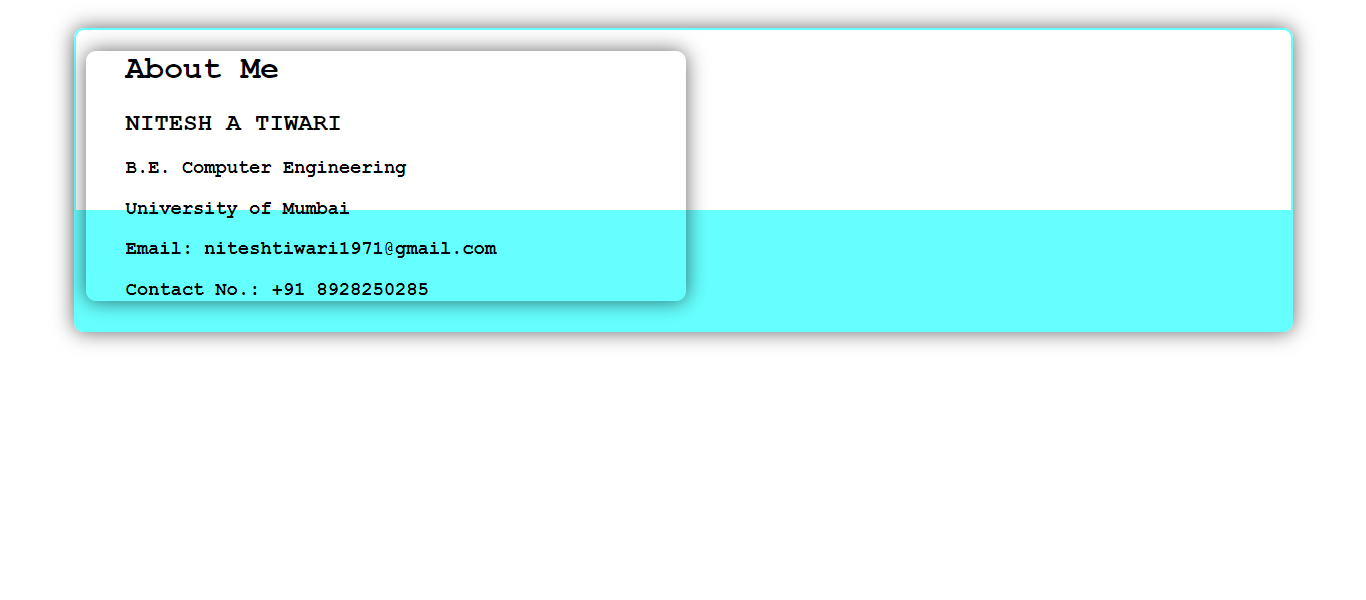 About Me
NITESH A TIWARI
B.E. Computer Engineering
University of Mumbai
Email: niteshtiwari1971@gmail.com
Contact No.: +91 8928250285